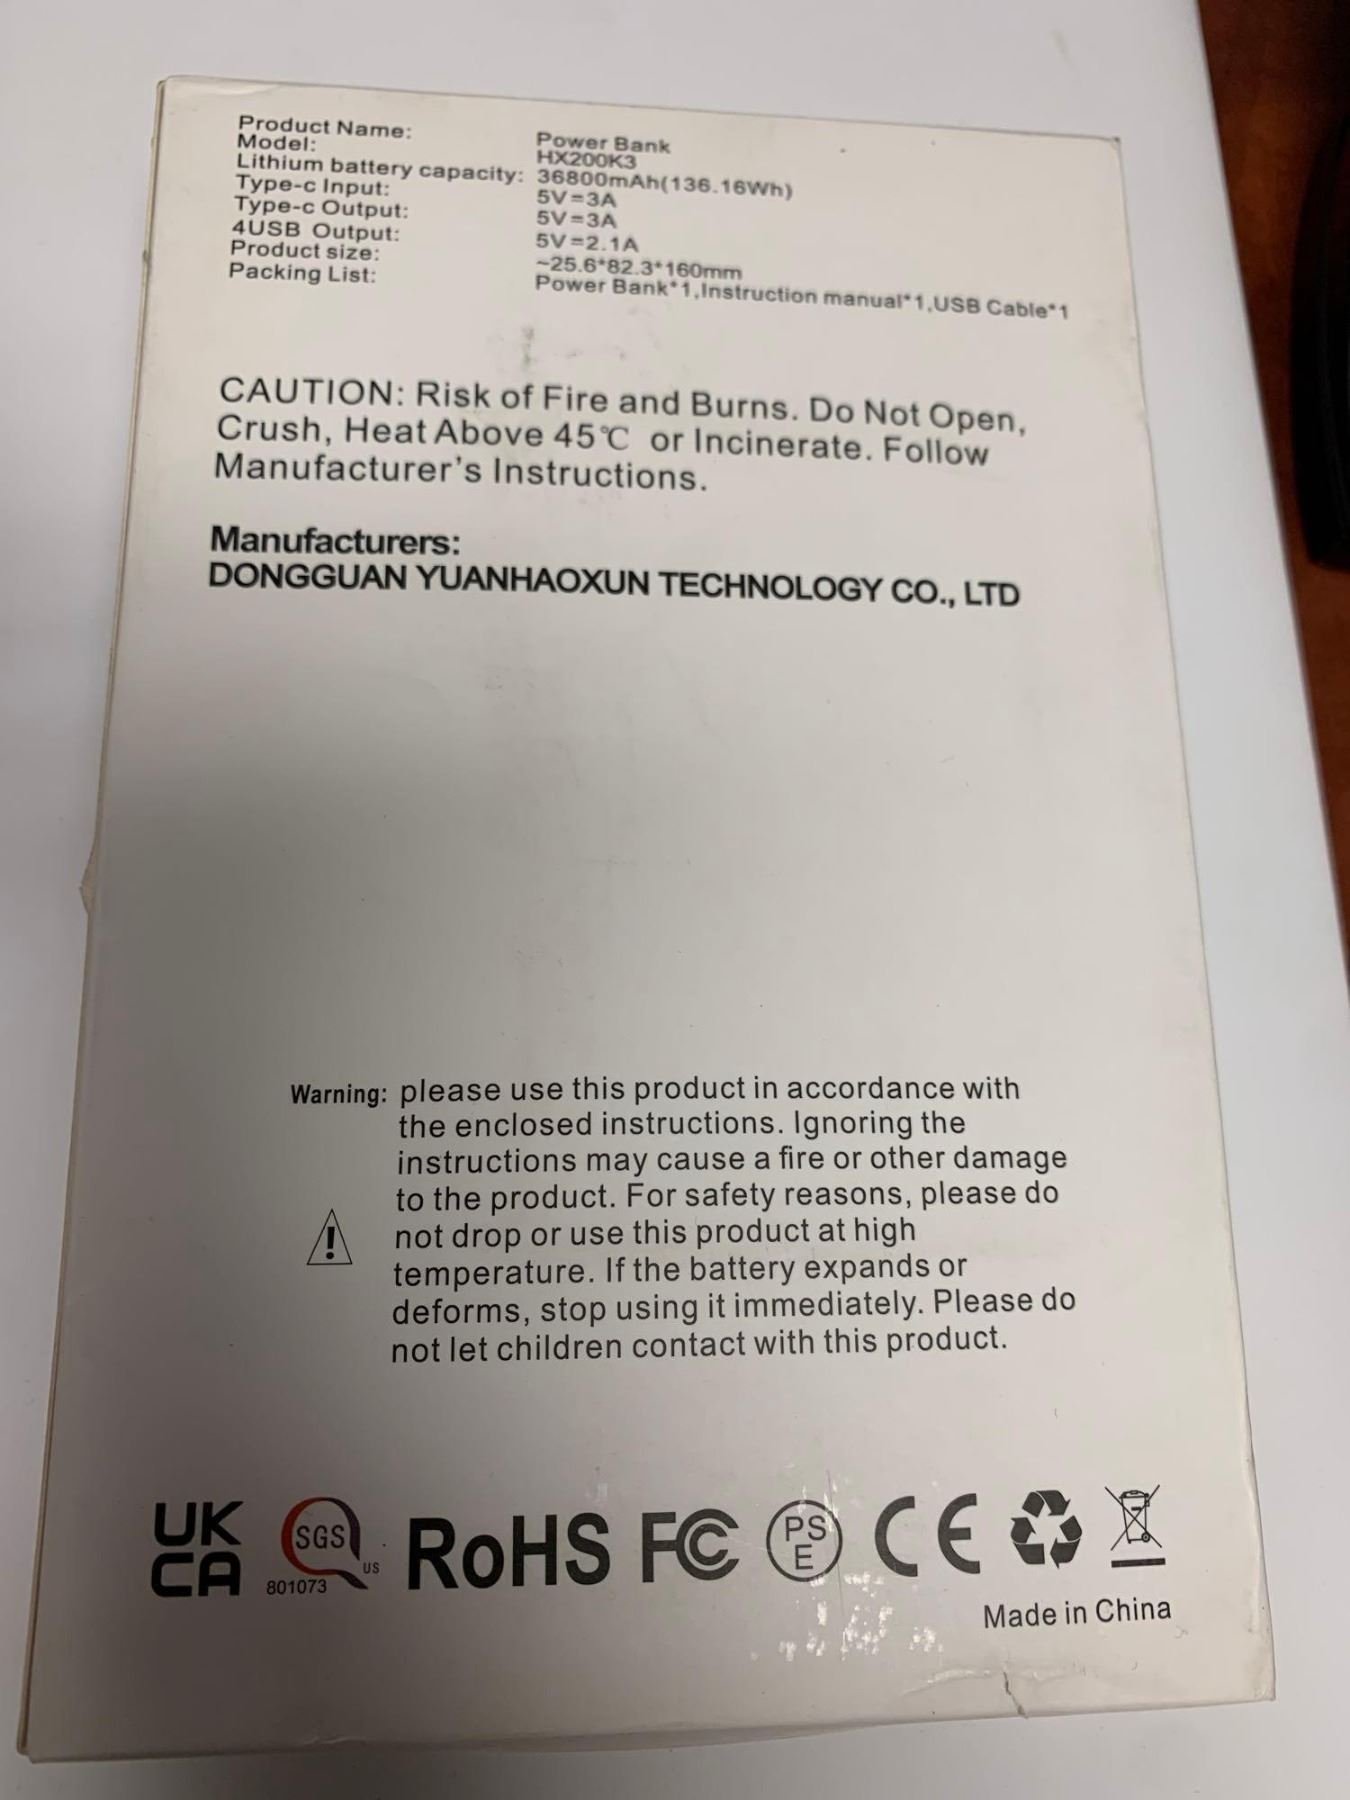 Product Name: Power Bank
Model: HX200K3
Lithium battery capacity: 36800mAh(136.16Wh)
Type-c Input: 5V=3A
Type-c Output: 5V=3A
4USB Output: 5V=2.1A
Product size: ~25.6*82.3*160mm
Packing List: Power Bank*1,Instruction manual*1,USB Cable*1
CAUTION: Risk of Fire and Burns. Do Not Open,
Crush, Heat Above 45℃ or Incinerate. Follow
Manufacturer's Instructions.
Manufacturers:
DONGGUAN YUANHAOXUN TECHNOLOGY CO., LTD
Warning: please use this product in accordance with
the enclosed instructions. Ignoring the
instructions may cause a fire or other damage
to the product. For safety reasons, please do
not drop or use this product at high
temperature. If the battery expands or
deforms, stop using it immediately. Please do
not let children contact with this product.
UK
CA
SGS
US
801073
RoHS
FC
PS
E
CE
Made in China